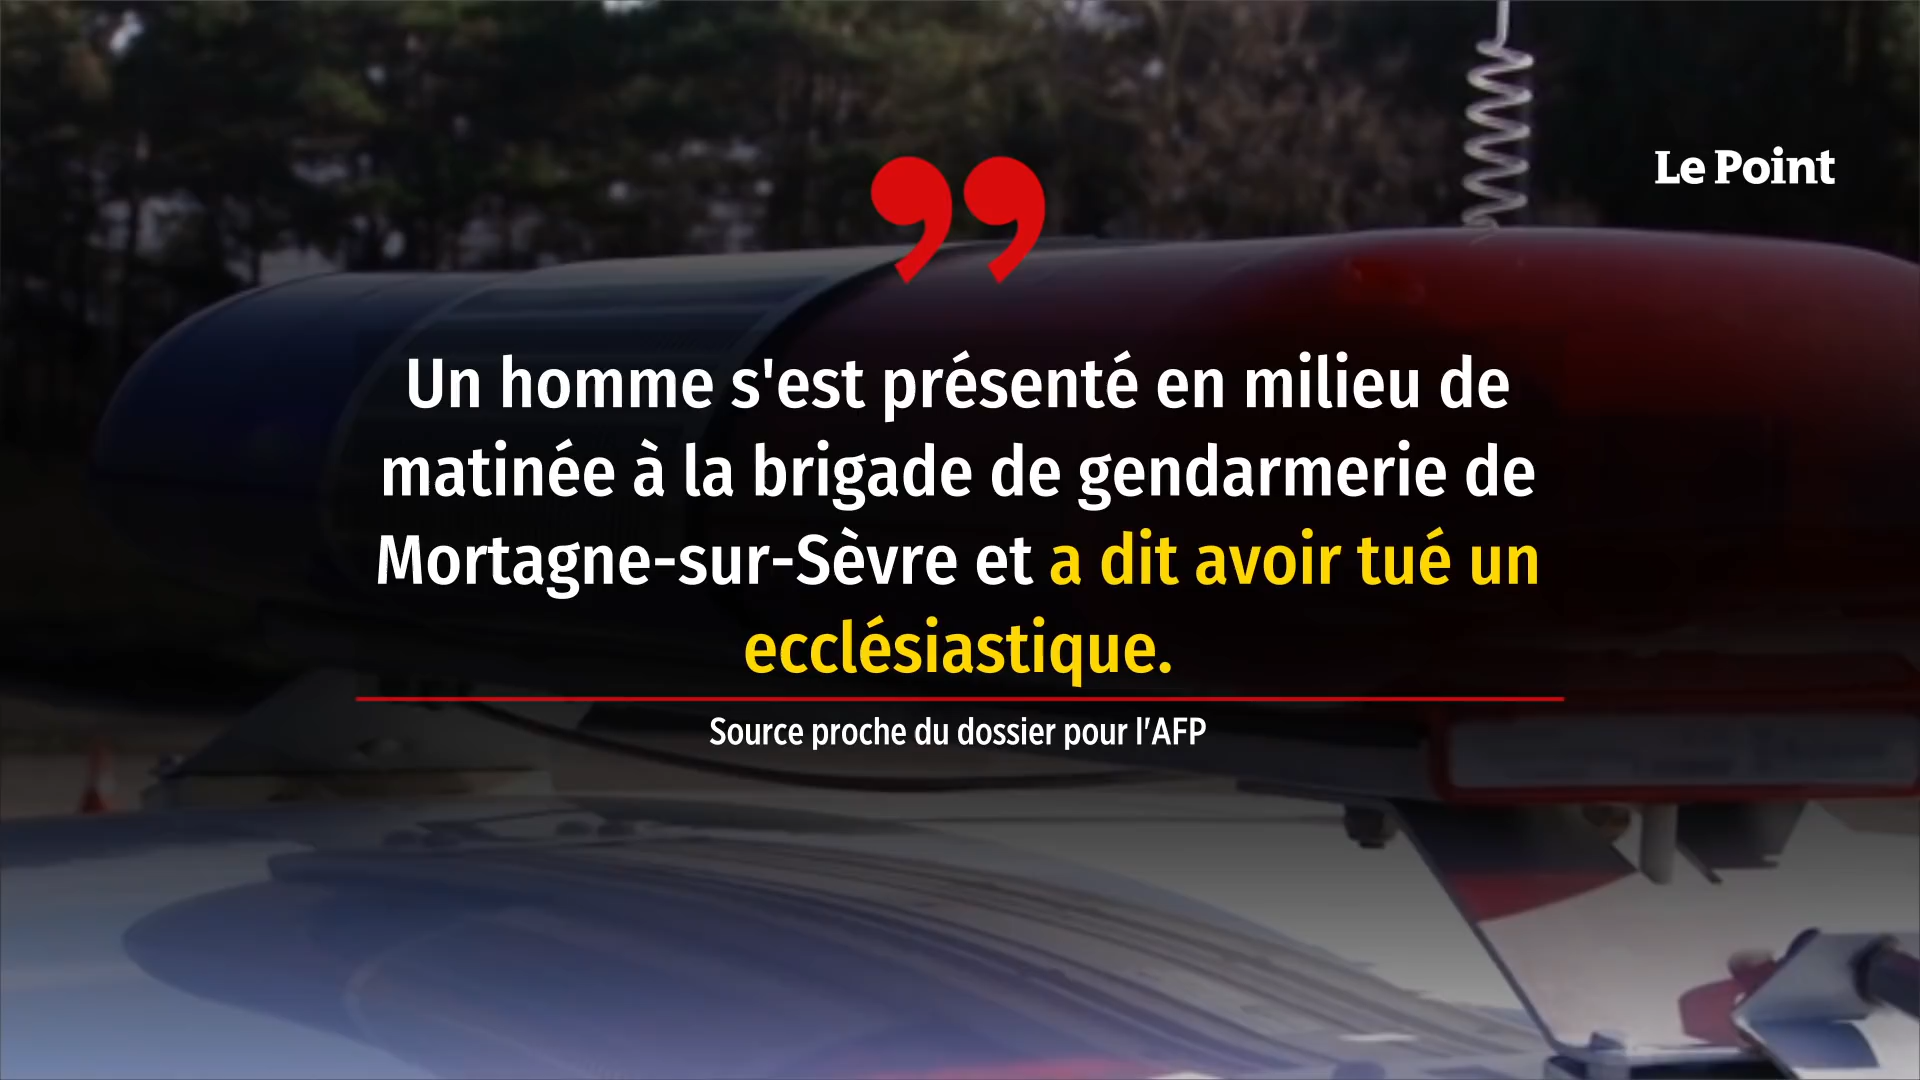 Le Point
Un homme s'est présenté en milieu de
matinée à la brigade de gendarmerie de
Mortagne-sur-Sèvre et a dit avoir tué un
ecclésiastique.
Source proche du dossier pour l'AFP